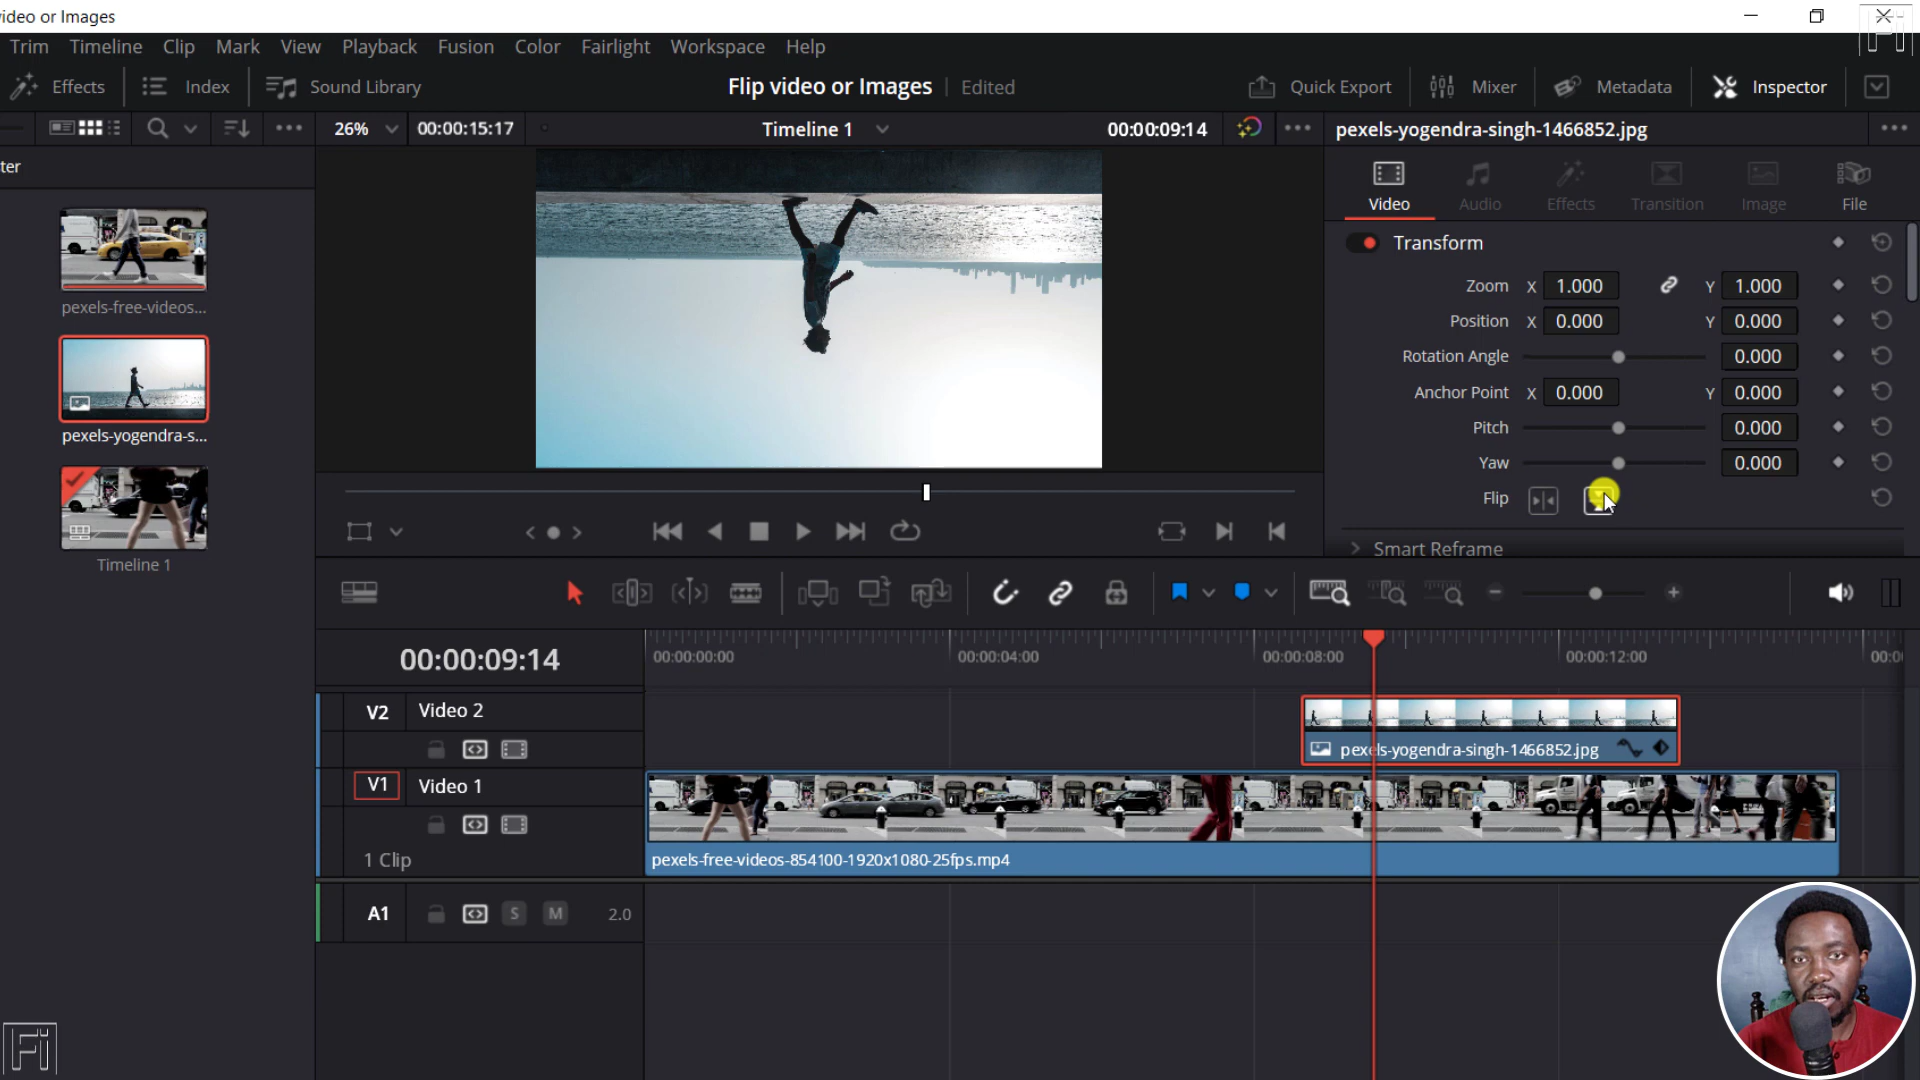 ideo or Images
Trim Timeline Clip Mark View Playback Fusion Color Fairlight Workspace Help
Effects Index Sound Library Flip video or Images Edited Quick Export Mixer Metadata Inspector
26% 00:00:15:17 Timeline 1 00:00:09:14 pexels-yogendra-singh-1466852.jpg
ter
Video Audio Effects Transition Image File
Transform
Zoom X 1.000 Y 1.000
Position X 0.000 Y 0.000
Rotation Angle 0.000
Anchor Point X 0.000 Y 0.000
Pitch 0.000
Yaw 0.000
Flip
Smart Reframe
pexels-free-videos...
pexels-yogendra-s...
Timeline 1
00:00:09:14
00:00:00:00 00:00:04:00 00:00:08:00 00:00:12:00 00:0
V2 Video 2
pexels-yogendra-singh-1466852.jpg
V1 Video 1
1 Clip
pexels-free-videos-854100-1920x1080-25fps.mp4
A1 S M 2.0
Fi
Fi